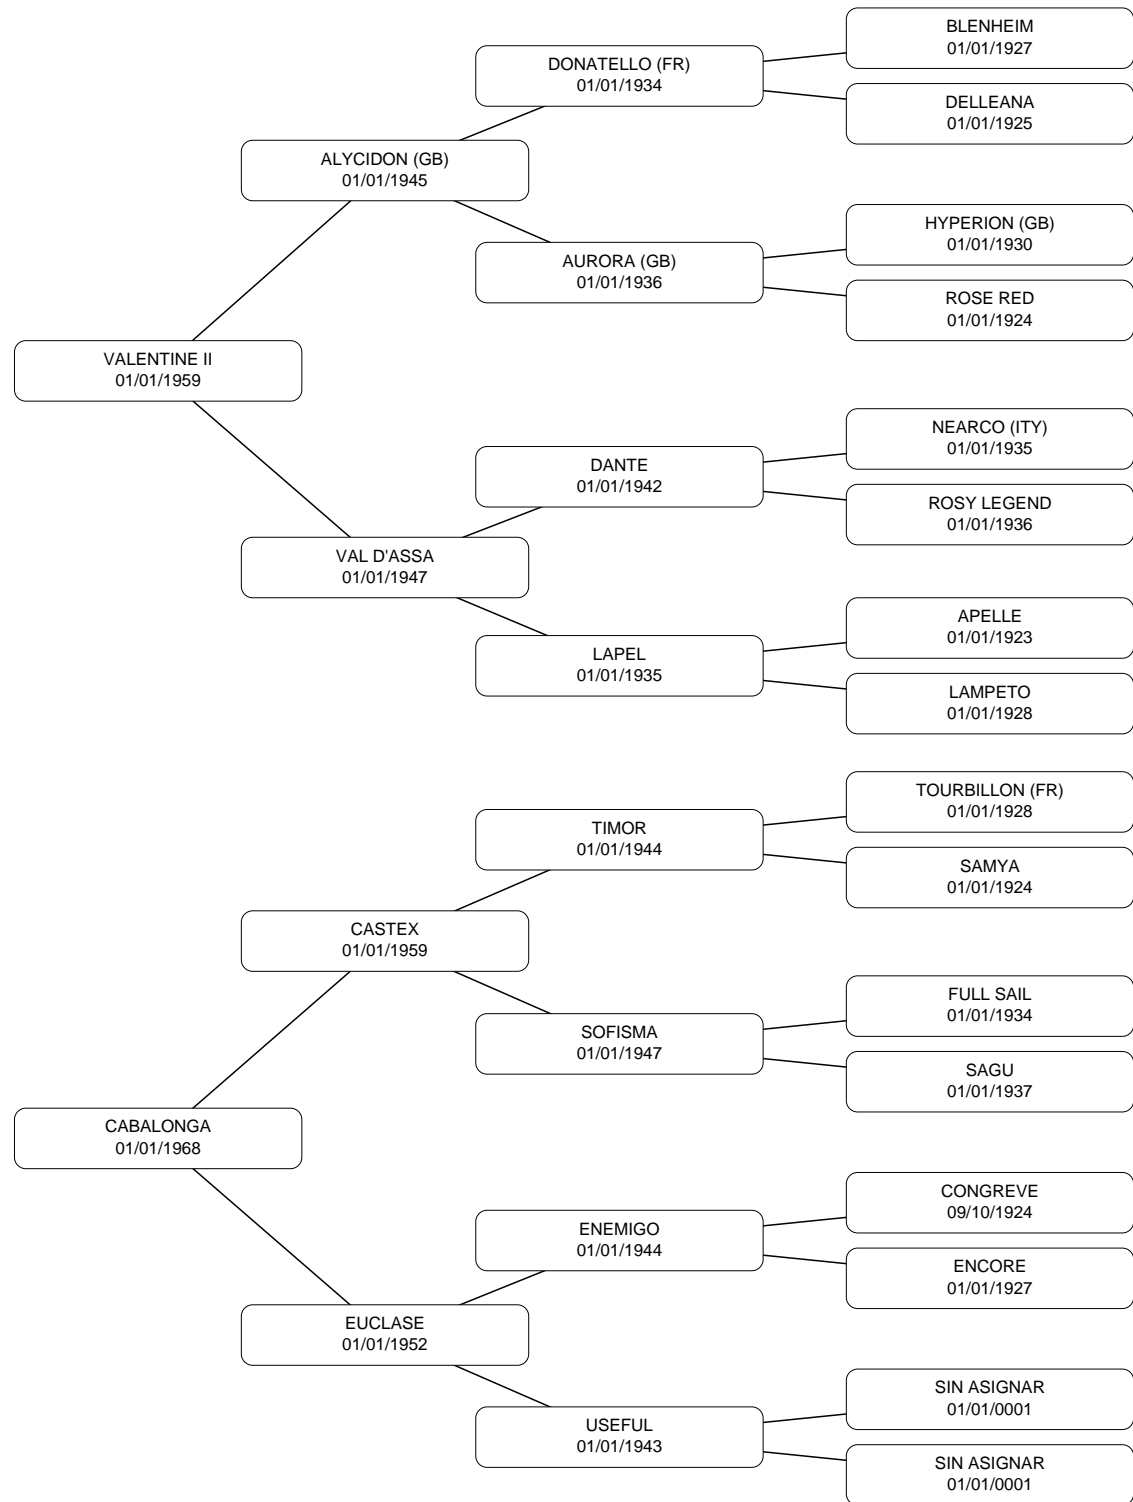 BLENHEIM
01/01/1927
DONATELLO (FR)
01/01/1934
DELLEANA
01/01/1925
ALYCIDON (GB)
01/01/1945
HYPERION (GB)
01/01/1930
AURORA (GB)
01/01/1936
ROSE RED
01/01/1924
VALENTINE II
01/01/1959
NEARCO (ITY)
01/01/1935
DANTE
01/01/1942
ROSY LEGEND
01/01/1936
VAL D'ASSA
01/01/1947
APELLE
01/01/1923
LAPEL
01/01/1935
LAMPETO
01/01/1928
TOURBILLON (FR)
01/01/1928
TIMOR
01/01/1944
SAMYA
01/01/1924
CASTEX
01/01/1959
FULL SAIL
01/01/1934
SOFISMA
01/01/1947
SAGU
01/01/1937
CABALONGA
01/01/1968
CONGREVE
09/10/1924
ENEMIGO
01/01/1944
ENCORE
01/01/1927
EUCLASE
01/01/1952
SIN ASIGNAR
01/01/0001
USEFUL
01/01/1943
SIN ASIGNAR
01/01/0001